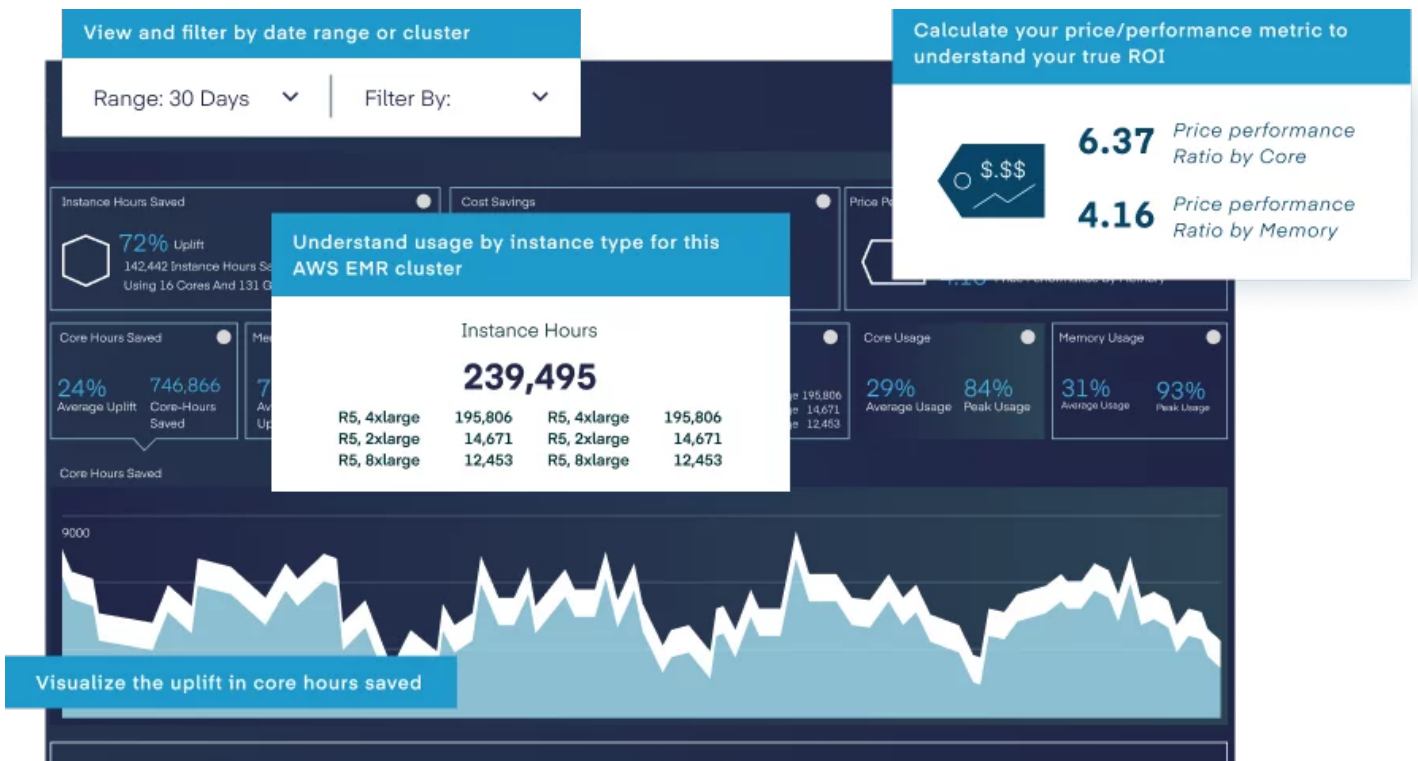 View and filter by date range or cluster
Range: 30 Days
Filter By:
Calculate your price/performance metric to
understand your true ROI
$.$$
6.37 Price performance
Ratio by Core
4.16 Price performance
Ratio by Memory
Instance Hours Saved
72% Uplift
142,442 Instance Hours
Using 16 Cores And 131
Cost Savings
Price
Understand usage by instance type for this
AWS EMR cluster
Instance Hours
239,495
R5, 4xlarge 195,806 R5, 4xlarge 195,806
R5, 2xlarge 14,671 R5, 2xlarge 14,671
R5, 8xlarge 12,453 R5, 8xlarge 12,453
Core Hours Saved
24% 746,866
Average Uplift Core-Hours
Saved
195,806
14,671
12,453
Core Usage
29% 84%
Average Usage Peak Usage
Memory Usage
31% 93%
Average Usage Peak Usage
Core Hours Saved
9000
Visualize the uplift in core hours saved